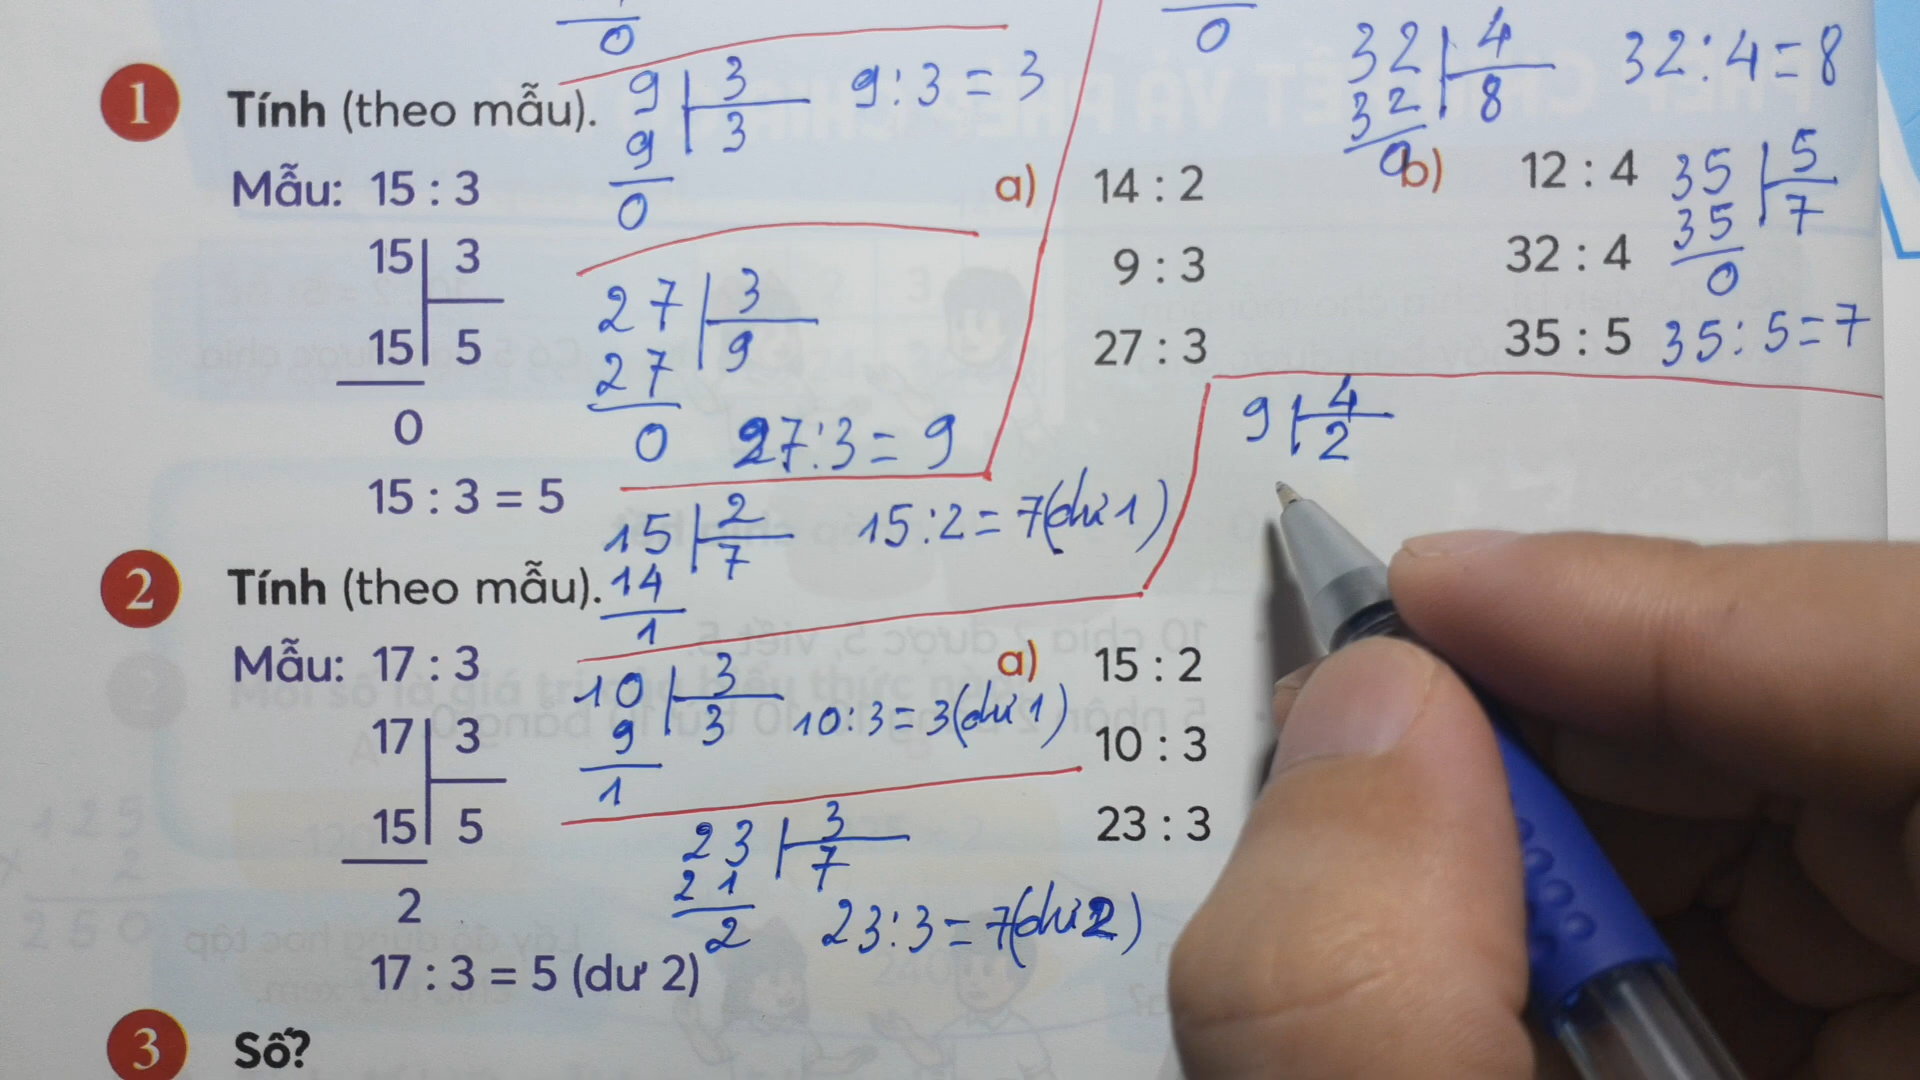 0
0
1 Tính (theo mẫu).
Mẫu: 15 : 3
15 3
15 5
0
15 : 3 = 5
9 3
9 3
0
9 : 3 = 3
27 3
27 9
0
27 : 3 = 9
a) 14 : 2
9 : 3
27 : 3
32 4
32 8
0
32 : 4 = 8
b) 12 : 4
32 : 4
35 : 5
35 5
35 7
0
35 : 5 = 7
2 Tính (theo mẫu).
Mẫu: 17 : 3
17 3
15 5
2
17 : 3 = 5 (dư 2)
15 2
14 7
1
15 : 2 = 7 (dư 1)
10 3
9 3
1
10 : 3 = 3 (dư 1)
23 3
21 7
2
23 : 3 = 7 (dư 2)
a) 15 : 2
10 : 3
23 : 3
9 4
2
3 Số?